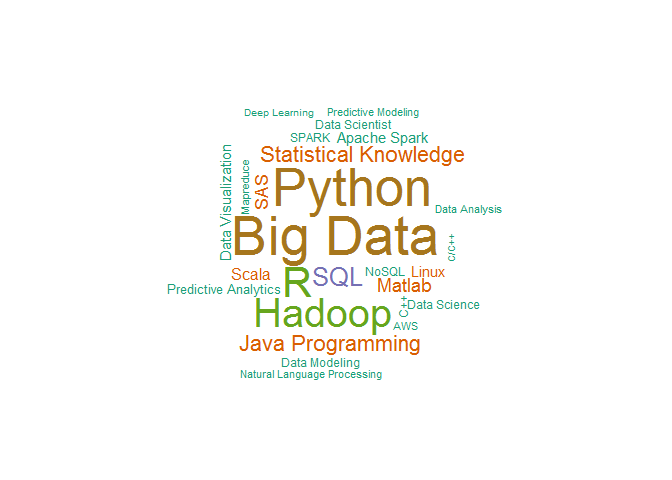 Deep Learning
Predictive Modeling
Data Scientist
SPARK
Apache Spark
Statistical Knowledge
Data Visualization
Mapreduce
SAS
Python
Data Analysis
Big Data
C/C++
Scala
R
SQL
NoSQL
Linux
Predictive Analytics
Matlab
Hadoop
C++
Data Science
AWS
Java Programming
Data Modeling
Natural Language Processing